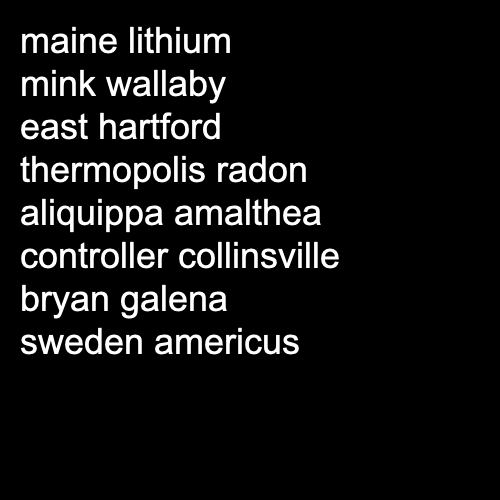 maine lithium
mink wallaby
east hartford
thermopolis radon
aliquippa amalthea
controller collinsville
bryan galena
sweden americus